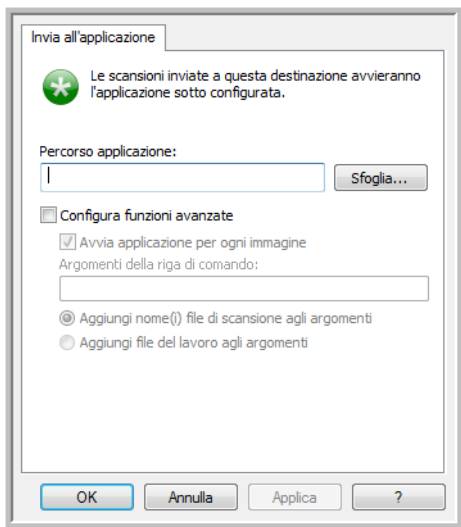 Invia all'applicazione
Le scansioni inviate a questa destinazione avvieranno
l'applicazione sotto configurata.
Percorso applicazione:
Sfoglia...
Configura funzioni avanzate
Avvia applicazione per ogni immagine
Argomenti della riga di comando:
Aggiungi nome(i) file di scansione agli argomenti
Aggiungi file del lavoro agli argomenti
OK Annulla Applica ?